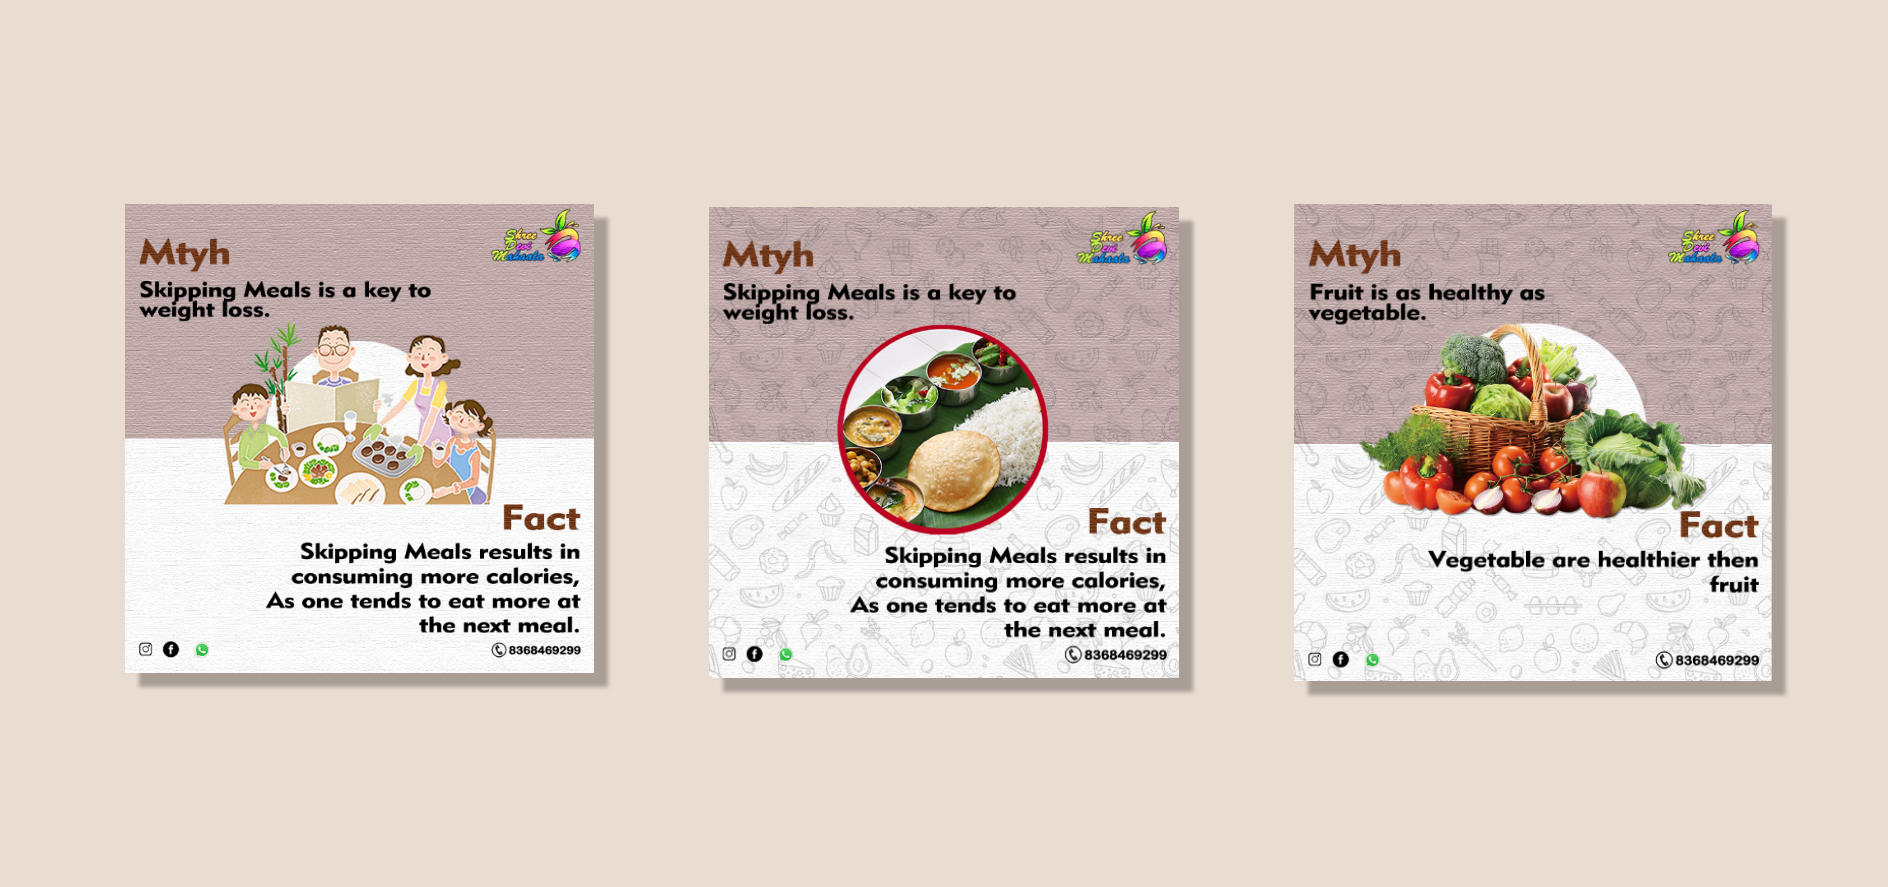 Mtyh
Shree
Devi
Skipping Meals is a key to
weight loss.
Fact
Skipping Meals results in
consuming more calories,
As one tends to eat more at
the next meal.
8368469299
Mtyh
Shree
Devi
Skipping Meals is a key to
weight loss.
Fact
Skipping Meals results in
consuming more calories,
As one tends to eat more at
the next meal.
8368469299
Mtyh
Shree
Devi
Fruit is as healthy as
vegetable.
Fact
Vegetable are healthier then
fruit
8368469299